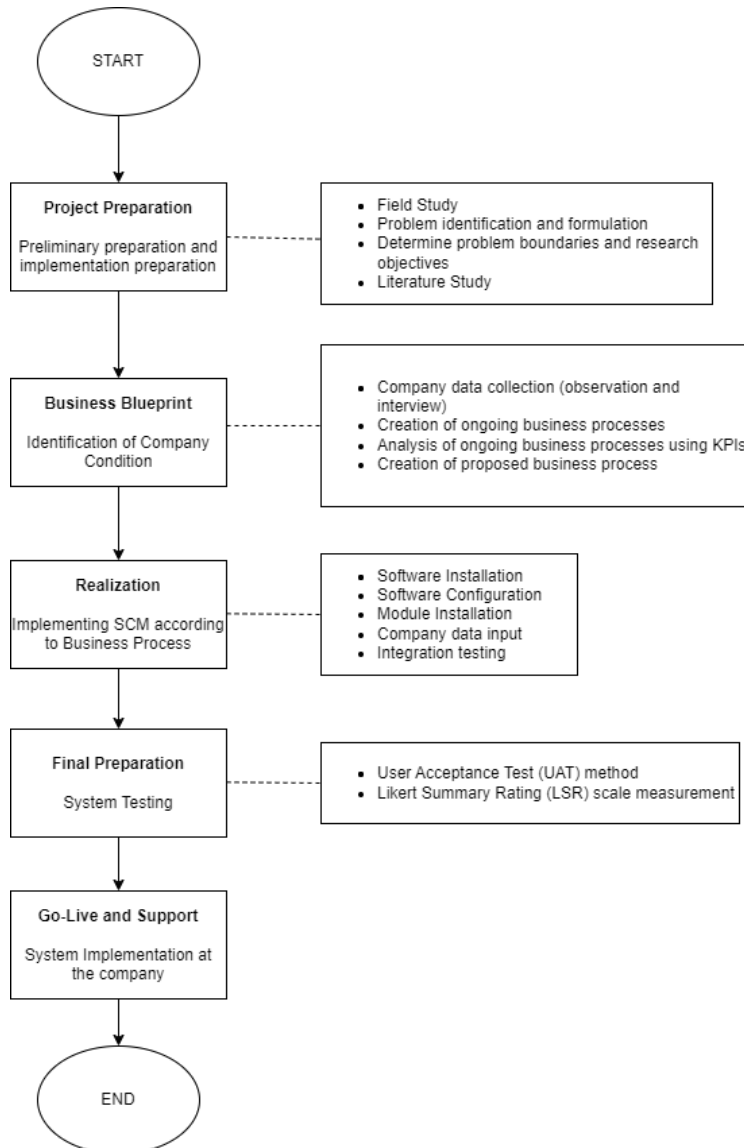 START
Project Preparation
Preliminary preparation and
implementation preparation
• Field Study
• Problem identification and formulation
• Determine problem boundaries and research
objectives
• Literature Study
Business Blueprint
Identification of Company
Condition
• Company data collection (observation and
interview)
• Creation of ongoing business processes
• Analysis of ongoing business processes using KPIs
• Creation of proposed business process
Realization
Implementing SCM according
to Business Process
• Software Installation
• Software Configuration
• Module Installation
• Company data input
• Integration testing
Final Preparation
System Testing
• User Acceptance Test (UAT) method
• Likert Summary Rating (LSR) scale measurement
Go-Live and Support
System Implementation at
the company
END